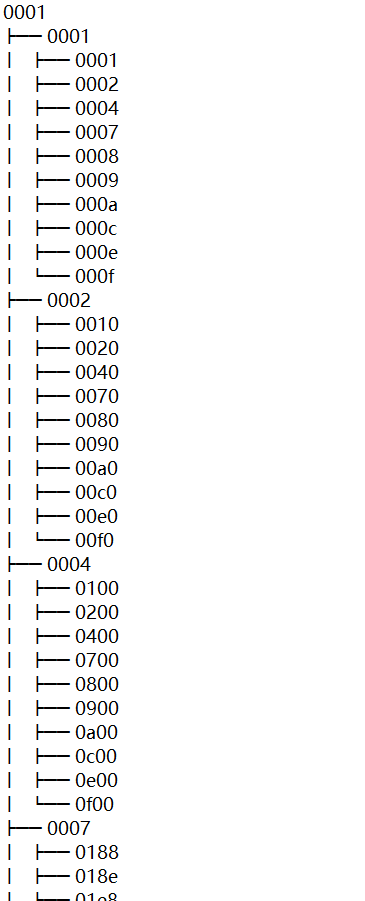 0001
├── 0001
│   ├── 0001
│   ├── 0002
│   ├── 0004
│   ├── 0007
│   ├── 0008
│   ├── 0009
│   ├── 000a
│   ├── 000c
│   ├── 000e
│   └── 000f
├── 0002
│   ├── 0010
│   ├── 0020
│   ├── 0040
│   ├── 0070
│   ├── 0080
│   ├── 0090
│   ├── 00a0
│   ├── 00c0
│   ├── 00e0
│   └── 00f0
├── 0004
│   ├── 0100
│   ├── 0200
│   ├── 0400
│   ├── 0700
│   ├── 0800
│   ├── 0900
│   ├── 0a00
│   ├── 0c00
│   ├── 0e00
│   └── 0f00
├── 0007
│   ├── 0188
│   ├── 018e